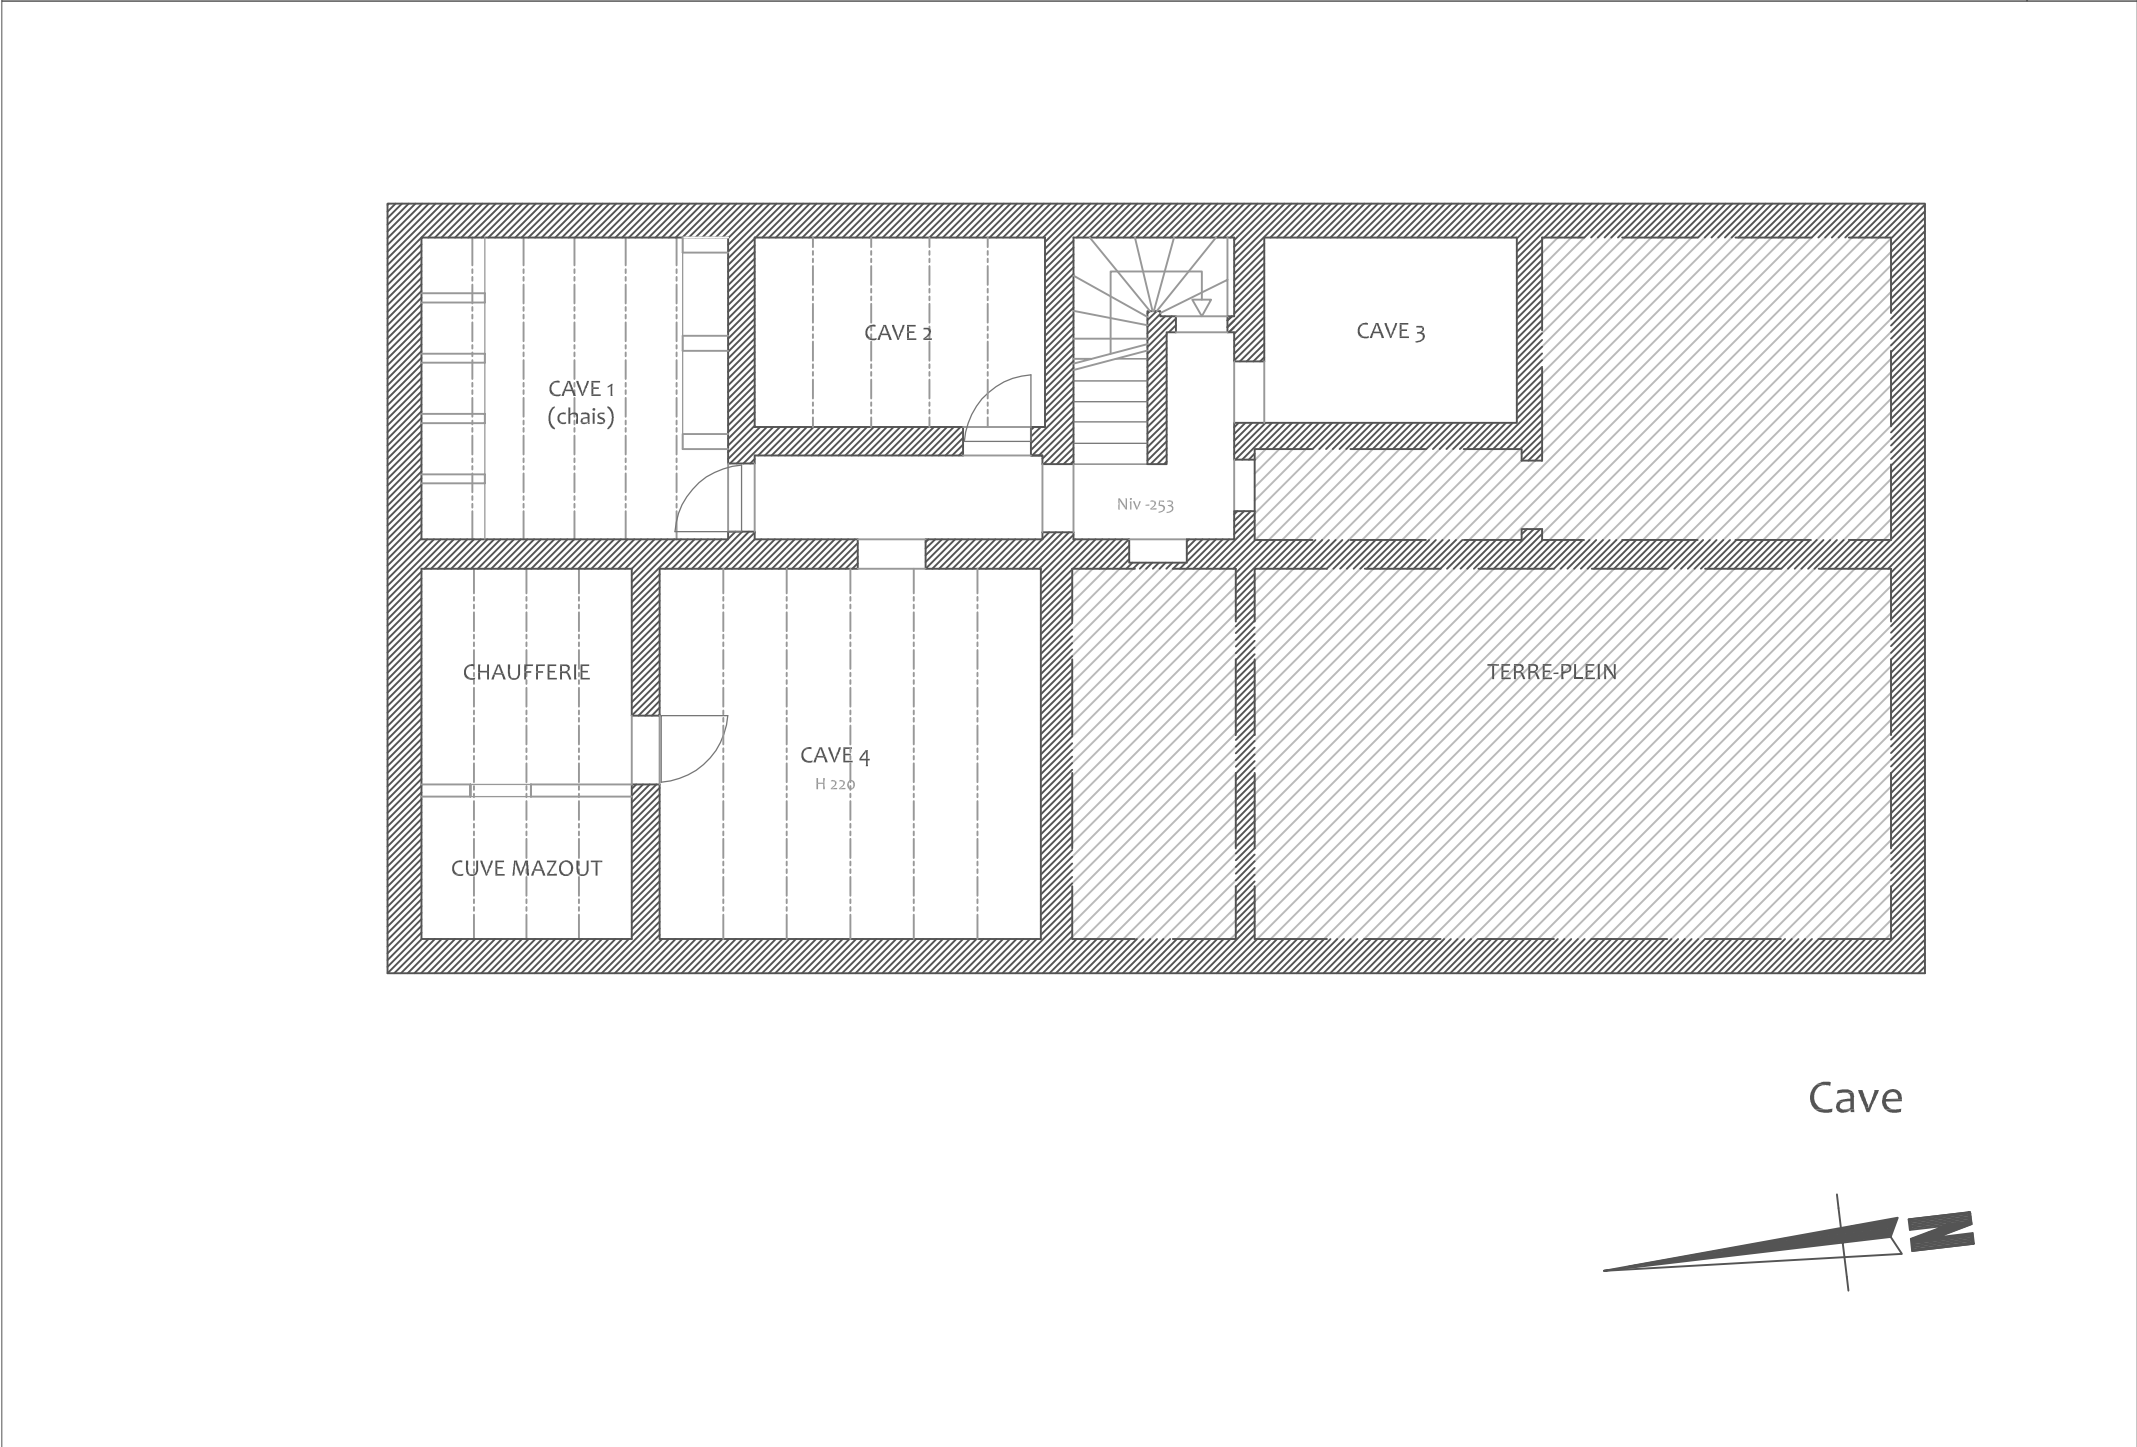 CAVE 1
(chais)
CAVE 2
CAVE 3
Niv -253
CHAUFFERIE
CAVE 4
H 220
TERRE-PLEIN
CUVE MAZOUT
Cave
N